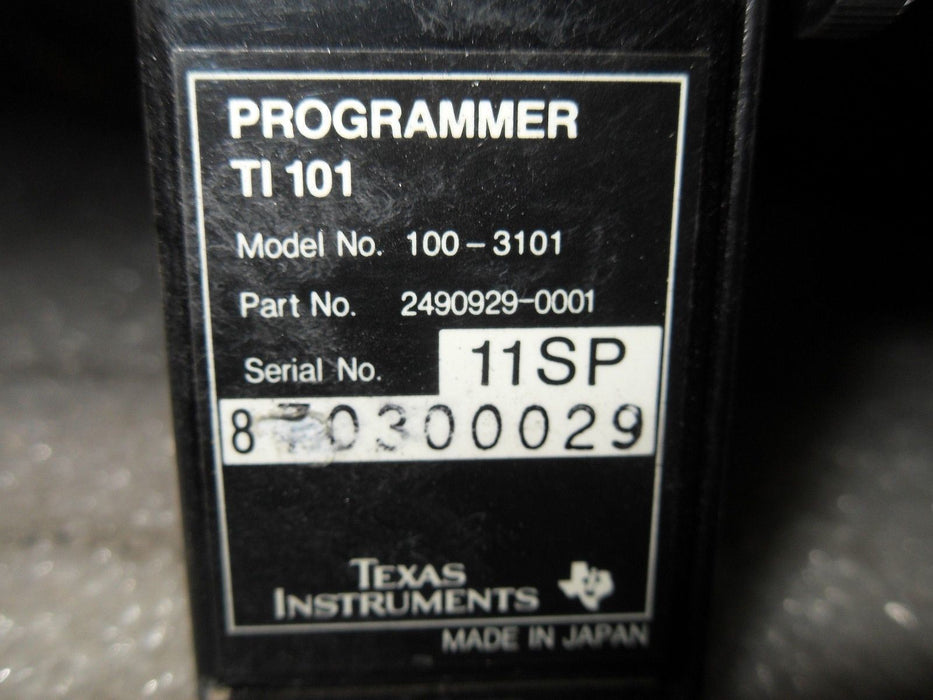 PROGRAMMER
TI 101
Model No. 100-3101
Part No. 2490929-0001
Serial No. 11SP
870300029
TEXAS
INSTRUMENTS
MADE IN JAPAN